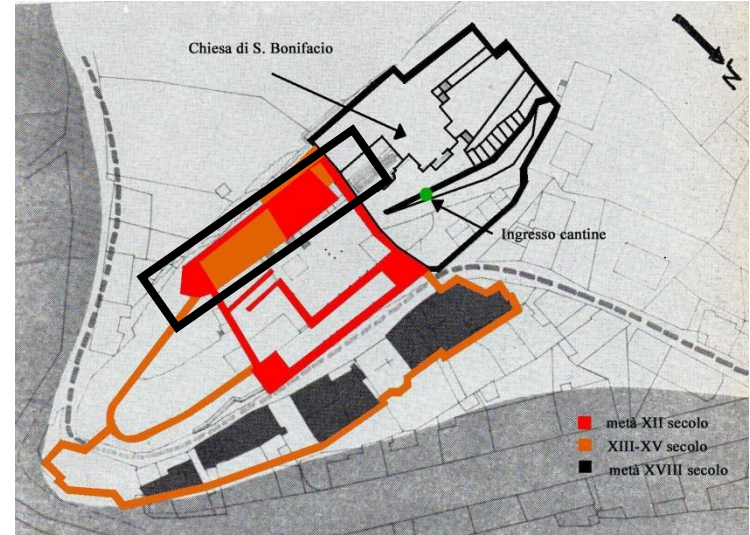 Chiesa di S. Bonifacio
N
Ingresso cantine
metà XII secolo
XIII-XV secolo
metà XVIII secolo